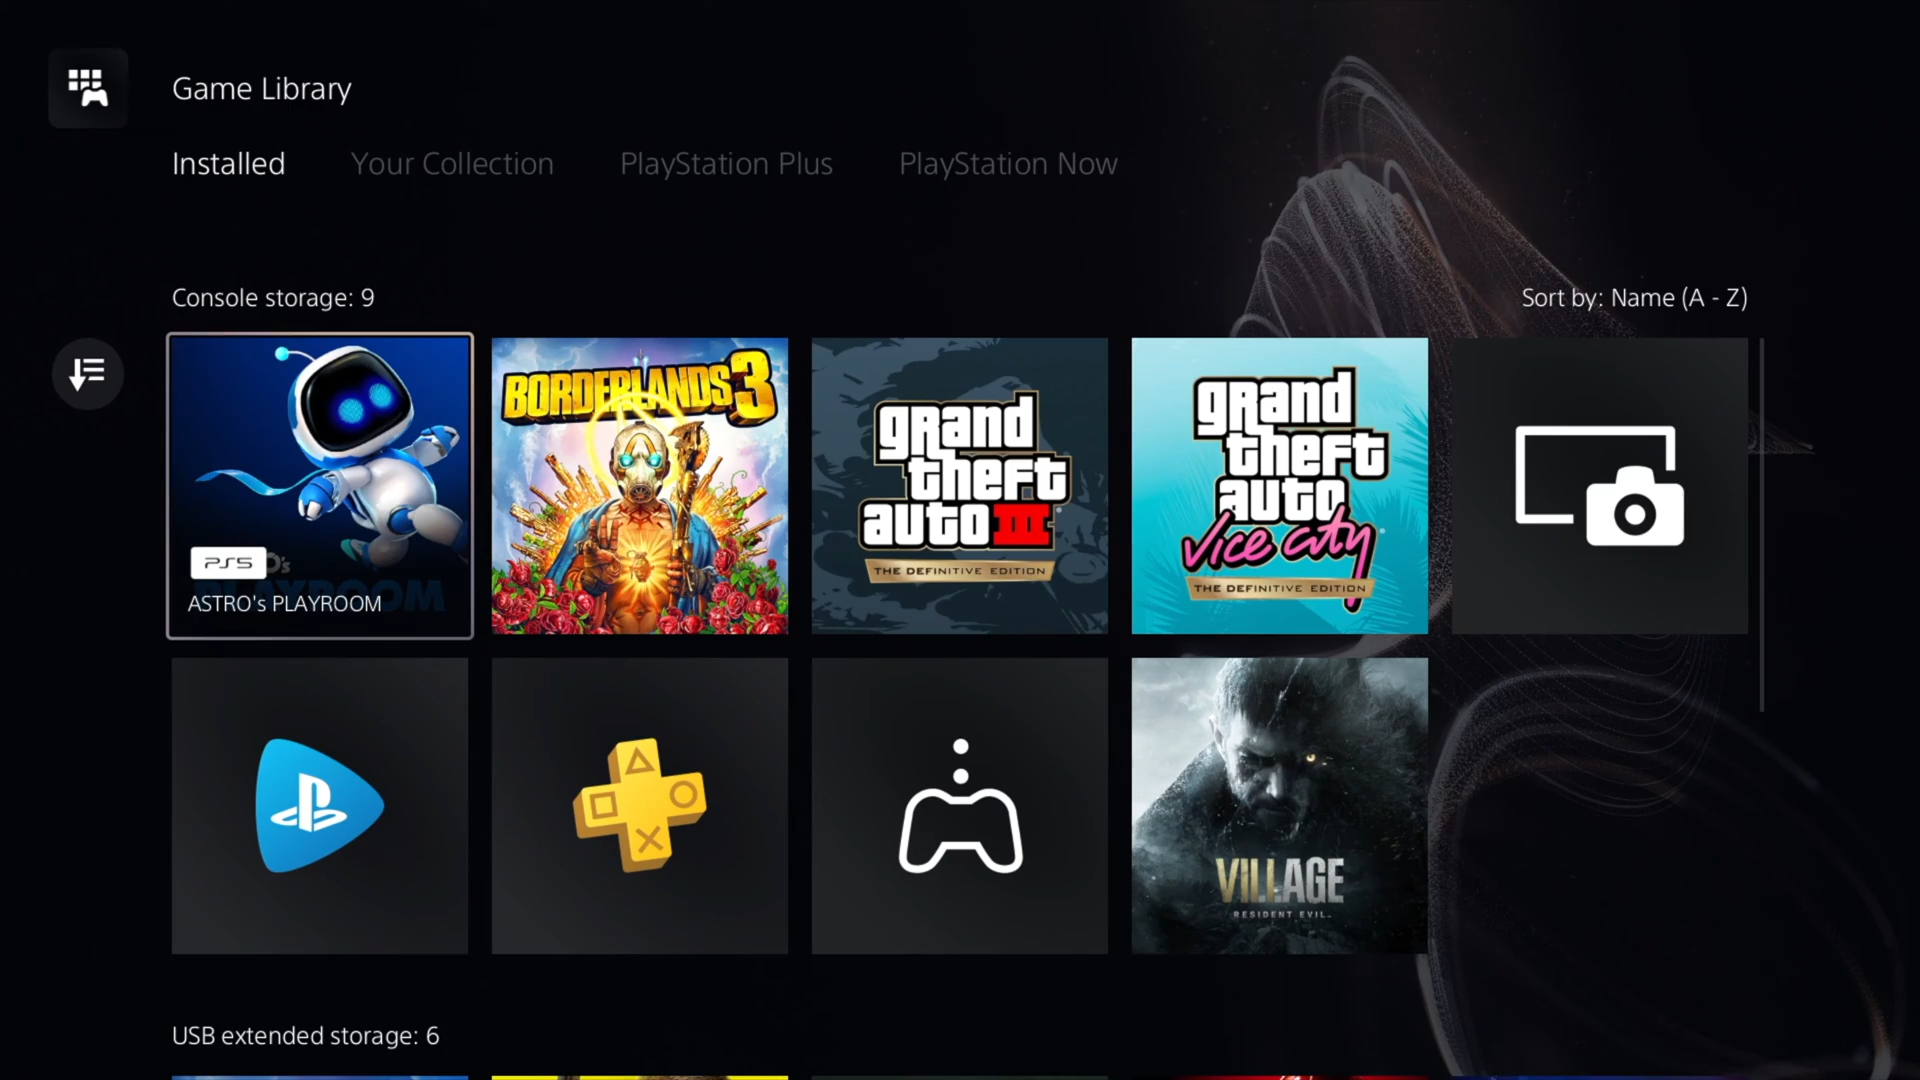 Game Library
Installed
Your Collection
PlayStation Plus
PlayStation Now
Console storage: 9
Sort by: Name (A - Z)
PS5
ASTRO's PLAYROOM
BORDERLANDS 3
grand
theft
auto III
THE DEFINITIVE EDITION
grand
theft
auto
vice city
THE DEFINITIVE EDITION
VILLAGE
RESIDENT EVIL
USB extended storage: 6